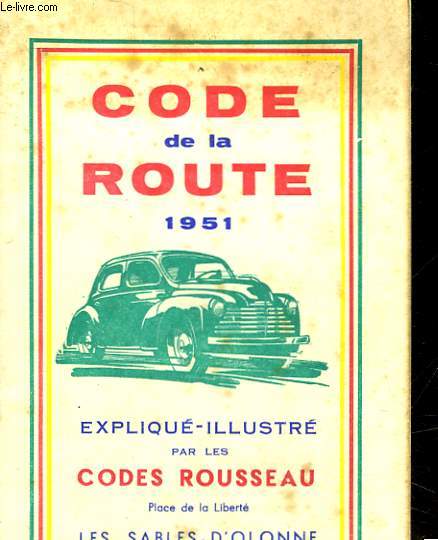 Le-livre.com
CODE
de la
ROUTE
1951
EXPLIQUÉ-ILLUSTRÉ
PAR LES
CODES ROUSSEAU
Place de la Liberté
LES SABLES-D'OLONNE